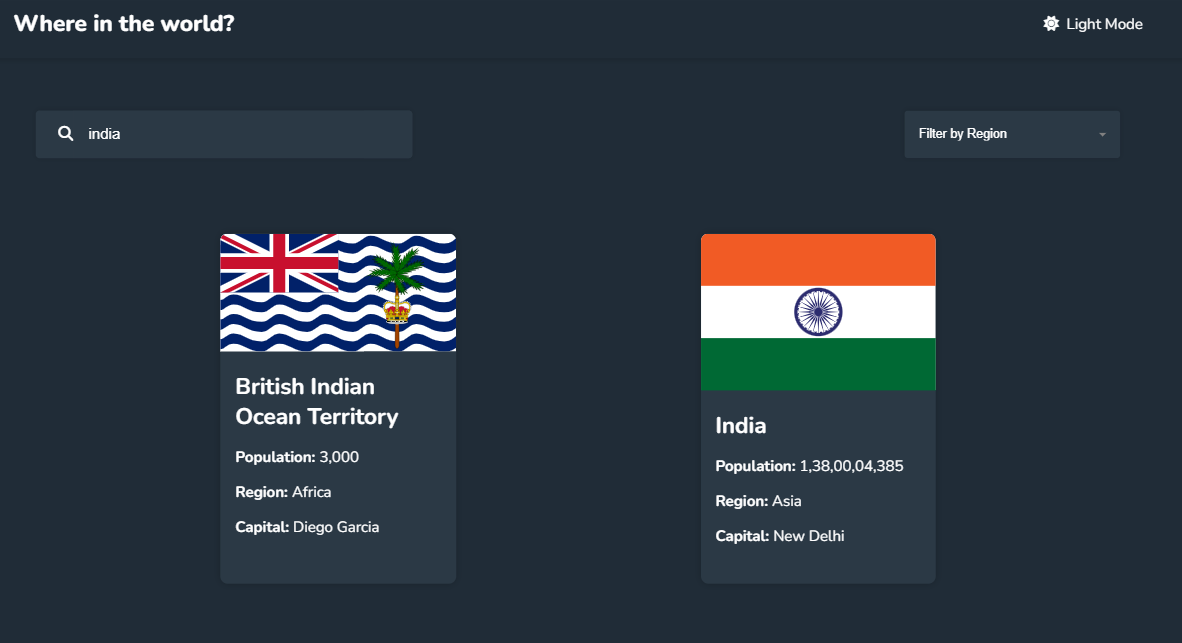 Where in the world?
Light Mode
india
Filter by Region
British Indian
Ocean Territory
Population: 3,000
Region: Africa
Capital: Diego Garcia
India
Population: 1,38,00,04,385
Region: Asia
Capital: New Delhi